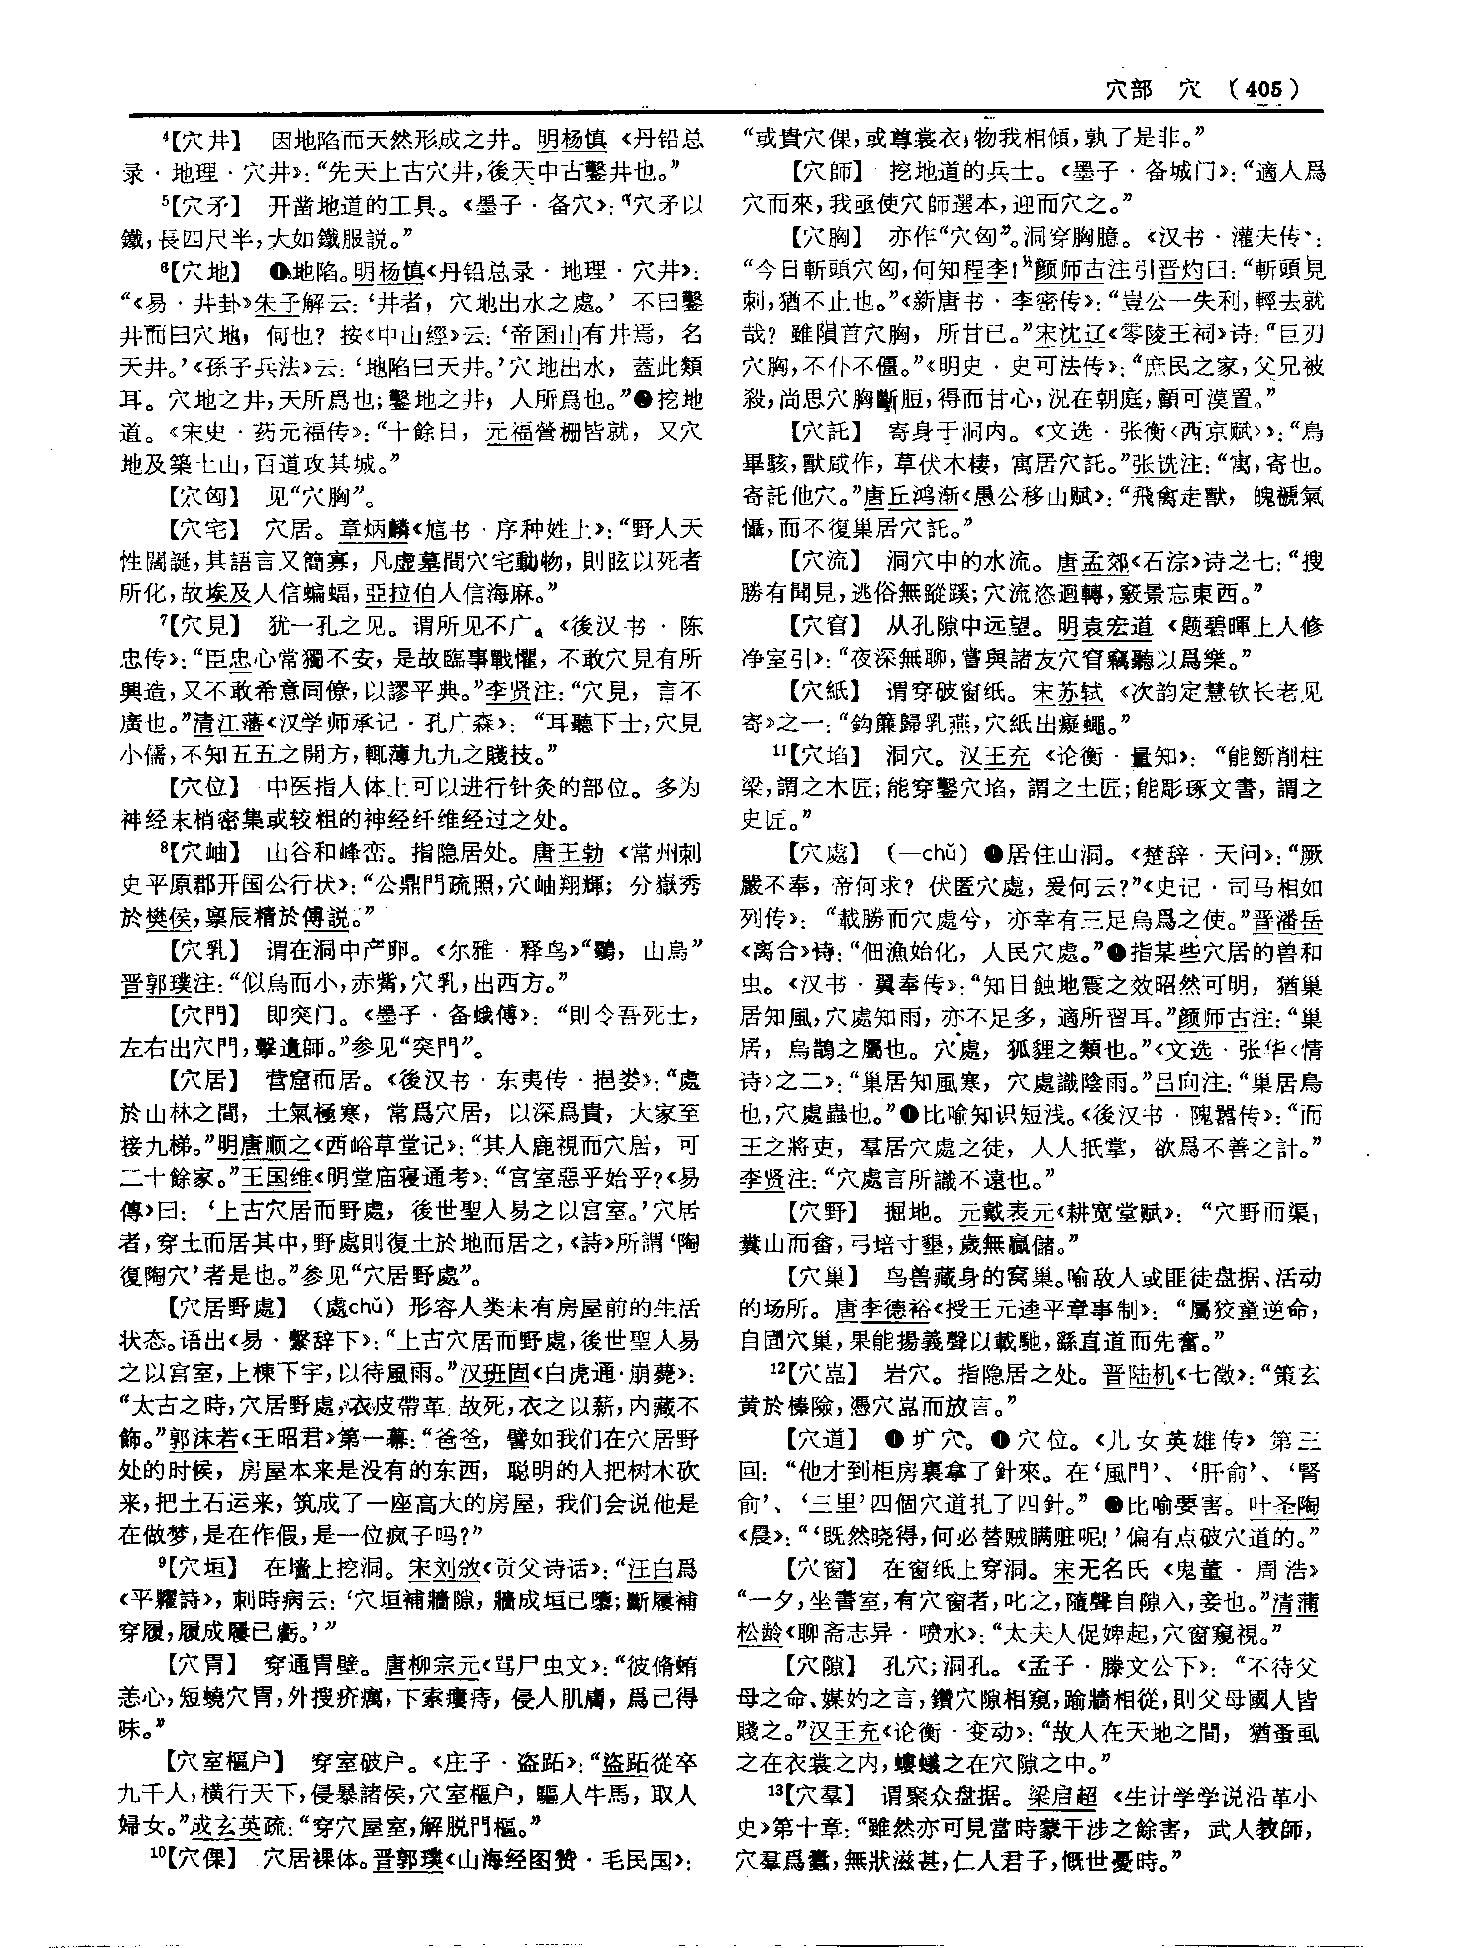 穴部 穴 (405)
⁴【穴井】 因地陷而天然形成之井。明杨慎《丹铅总
录·地理·穴井》：“先天上古穴井，後天中古鑿井也。”
⁵【穴矛】 开凿地道的工具。《墨子·备穴》：“穴矛以
鐵，長四尺半，大如鐵服説。”
⁶【穴地】 ❶地陷。明杨慎《丹铅总录·地理·穴井》：
“《易·井卦》朱子解云：‘井者，穴地出水之處。’不曰鑿
井而曰穴地，何也？按《中山經》云：‘帝囷山有井焉，名
天井。’《孫子兵法》云：‘地陷曰天井。’穴地出水，蓋此類
耳。穴地之井，天所爲也；鑿地之井，人所爲也。”❷挖地
道。《宋史·药元福传》：“十餘日，元福營栅皆就，又穴
地及築土山，百道攻其城。”
【穴匈】 见“穴胸”。
【穴宅】 穴居。章炳麟《訄书·序种姓上》：“野人天
性闊誕，其語言又簡寡，凡虚墓間穴宅動物，則眩以死者
所化，故埃及人信蝙蝠，亞拉伯人信海麻。”
⁷【穴見】 犹一孔之见。谓所见不广。《後汉书·陈
忠传》：“臣忠心常獨不安，是故臨事戰懼，不敢穴見有所
興造，又不敢希意同僚，以謬平典。”李贤注：“穴見，言不
廣也。”清江藩《汉学师承记·孔广森》：“耳聽下士，穴見
小儒，不知五五之開方，輒薄九九之賤技。”
【穴位】 中医指人体上可以进行针灸的部位。多为
神经末梢密集或较粗的神经纤维经过之处。
⁸【穴岫】 山谷和峰峦。指隐居处。唐王勃《常州刺
史平原郡开国公行状》：“公鼎門疏照，穴岫翔輝；分嶽秀
於樊侯，禀辰精於傅説。”
【穴乳】 谓在洞中产卵。《尔雅·释鸟》“鸀，山烏”
晋郭璞注：“似烏而小，赤觜，穴乳，出西方。”
【穴門】 即突门。《墨子·备蛾傅》：“則令吾死士，
左右出穴門，擊遺師。”参见“突門”。
【穴居】 营窟而居。《後汉书·东夷传·挹娄》：“處
於山林之間，土氣極寒，常爲穴居，以深爲貴，大家至
接九梯。”明唐顺之《西峪草堂记》：“其人鹿視而穴居，可
二十餘家。”王国维《明堂庙寝通考》：“宫室惡乎始乎？《易
傳》曰：‘上古穴居而野處，後世聖人易之以宫室。’穴居
者，穿土而居其中，野處則復土於地而居之，《詩》所謂‘陶
復陶穴’者是也。”参见“穴居野處”。
【穴居野處】 （處chǔ）形容人类未有房屋前的生活
状态。语出《易·繫辞下》：“上古穴居而野處，後世聖人易
之以宫室，上棟下宇，以待風雨。”汉班固《白虎通·崩薨》：
“太古之時，穴居野處，衣皮帶革，故死，衣之以薪，内藏不
飾。”郭沫若《王昭君》第一幕：“爸爸，譬如我们在穴居野
处的时候，房屋本来是没有的东西，聪明的人把树木砍
来，把土石运来，筑成了一座高大的房屋，我们会说他是
在做梦，是在作假，是一位疯子吗？”
⁹【穴垣】 在墙上挖洞。宋刘攽《贡父诗话》：“汪白爲
《平糶詩》，刺時病云：‘穴垣補牆隙，牆成垣已墮；斷屨補
穿履，履成屨已虧。’”
【穴胃】 穿通胃壁。唐柳宗元《骂尸虫文》：“彼脩蛕
恙心，短蟯穴胃，外搜疥癘，下索瘻痔，侵人肌膚，爲己得
味。”
【穴室樞户】 穿室破户。《庄子·盗跖》：“盗跖從卒
九千人，横行天下，侵暴諸侯，穴室樞户，驅人牛馬，取人
婦女。”成玄英疏：“穿穴屋室，解脱門樞。”
¹⁰【穴倮】 穴居裸体。晋郭璞《山海经图赞·毛民国》：
“或貴穴倮，或尊裳衣，物我相傾，孰了是非。”
【穴師】 挖地道的兵士。《墨子·备城门》：“適人爲
穴而來，我亟使穴師選本，迎而穴之。”
【穴胸】 亦作“穴匈”。洞穿胸臆。《汉书·灌夫传》：
“今日斬頭穴匈，何知程李！”颜师古注引晋灼曰：“斬頭見
刺，猶不止也。”《新唐书·李密传》：“豈公一失利，輕去就
哉？雖隕首穴胸，所甘已。”宋沈辽《零陵王祠》诗：“巨刃
穴胸，不仆不僵。”《明史·史可法传》：“庶民之家，父兄被
殺，尚思穴胸斷脰，得而甘心，況在朝庭，顧可漠置。”
【穴託】 寄身于洞内。《文选·张衡〈西京赋〉》：“鳥
畢駭，獸咸作，草伏木棲，寓居穴託。”张铣注：“寓，寄也。
寄託他穴。”唐丘鸿渐《愚公移山赋》：“飛禽走獸，魄褫氣
懾，而不復巢居穴託。”
【穴流】 洞穴中的水流。唐孟郊《石淙》诗之七：“搜
勝有聞見，逃俗無蹤蹊；穴流恣迴轉，竅景忘東西。”
【穴窅】 从孔隙中远望。明袁宏道《题碧暉上人修
净室引》：“夜深無聊，嘗與諸友穴窅竊聽以爲樂。”
【穴紙】 谓穿破窗纸。宋苏轼《次韵定慧钦长老见
寄》之一：“鈎簾歸乳燕，穴紙出癡蠅。”
¹¹【穴埳】 洞穴。汉王充《论衡·量知》：“能斲削柱
梁，謂之木匠；能穿鑿穴埳，謂之土匠；能彫琢文書，謂之
史匠。”
【穴處】 （—chǔ）❶居住山洞。《楚辞·天问》：“厥
嚴不奉，帝何求？伏匿穴處，爰何云？”《史记·司马相如
列传》：“載勝而穴處兮，亦幸有三足烏爲之使。”晋潘岳
《离合》诗：“佃漁始化，人民穴處。”❷指某些穴居的兽和
虫。《汉书·翼奉传》：“知日蝕地震之效昭然可明，猶巢
居知風，穴處知雨，亦不足多，適所習耳。”颜师古注：“巢
居，烏鵲之屬也。穴處，狐貍之類也。”《文选·张华〈情
诗〉之二》：“巢居知風寒，穴處識陰雨。”吕向注：“巢居鳥
也，穴處蟲也。”❸比喻知识短浅。《後汉书·隗嚣传》：“而
王之將吏，羣居穴處之徒，人人抵掌，欲爲不善之計。”
李贤注：“穴處言所識不遠也。”
【穴野】 掘地。元戴表元《耕宽堂赋》：“穴野而渠，
糞山而畬，弓培寸墾，歲無贏儲。”
【穴巢】 鸟兽藏身的窝巢。喻敌人或匪徒盘据、活动
的场所。唐李德裕《授王元逵平章事制》：“屬狡童逆命，
自固穴巢，果能揚義聲以載馳，繇直道而先奮。”
¹²【穴嵓】 岩穴。指隐居之处。晋陆机《七徵》：“策玄
黄於榛險，憑穴嵓而放言。”
【穴道】 ❶圹穴。❷穴位。《儿女英雄传》第三
回：“他才到柜房裏拿了針來。在‘風門’、‘肝俞’、‘腎
俞’、‘三里’四個穴道扎了四針。”❸比喻要害。叶圣陶
《晨》：“‘既然晓得，何必替贼瞒赃呢！’偏有点破穴道的。”
【穴窗】 在窗纸上穿洞。宋无名氏《鬼董·周浩》
“一夕，坐書室，有穴窗者，叱之，隨聲自隙入，妾也。”清蒲
松龄《聊斋志异·喷水》：“太夫人促婢起，穴窗窺視。”
【穴隙】 孔穴；洞孔。《孟子·滕文公下》：“不待父
母之命、媒妁之言，鑽穴隙相窺，踰牆相從，則父母國人皆
賤之。”汉王充《论衡·变动》：“故人在天地之間，猶蚤虱
之在衣裳之内，螻蟻之在穴隙之中。”
¹³【穴羣】 谓聚众盘据。梁启超《生计学学说沿革小
史》第十章：“雖然亦可見當時蒙干涉之餘害，武人教師，
穴羣爲蠹，無狀滋甚，仁人君子，慨世憂時。”